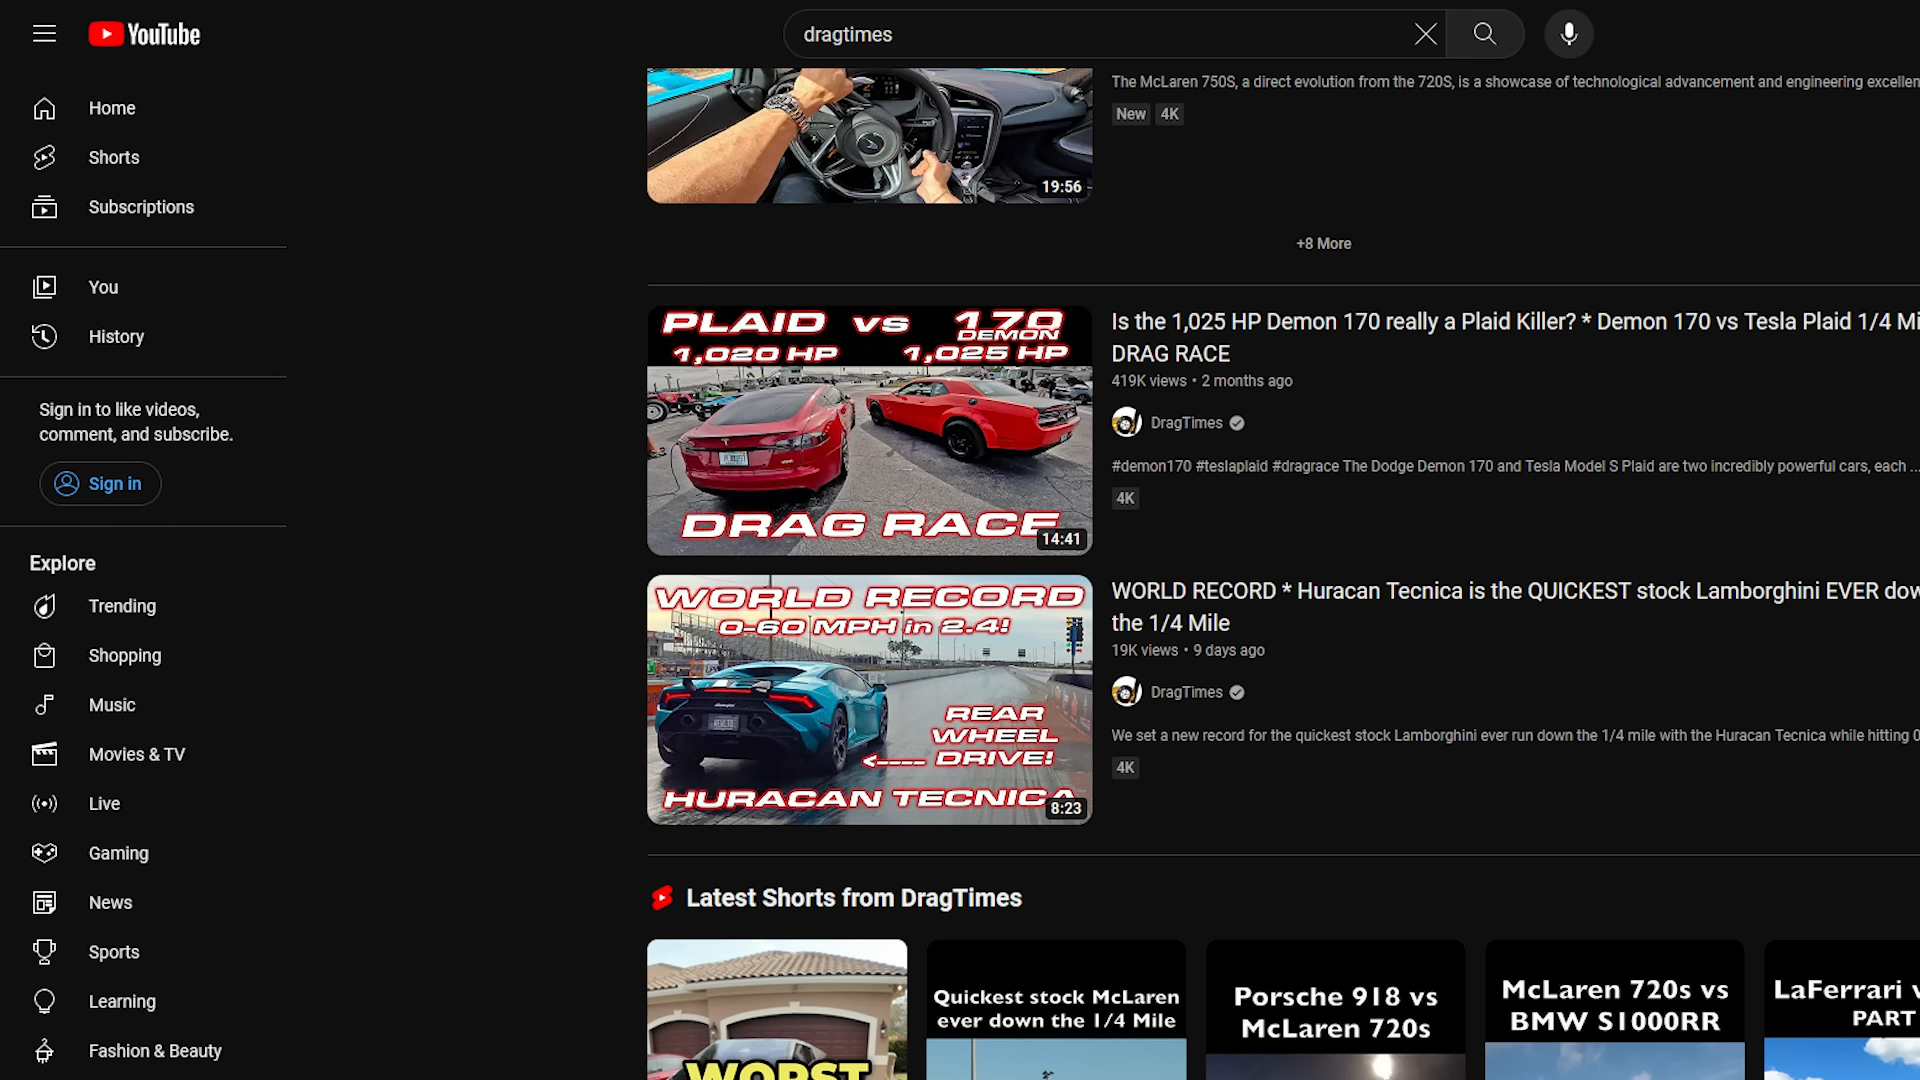 YouTube
dragtimes
Home
Shorts
Subscriptions
You
History
Sign in to like videos,
comment, and subscribe.
Sign in
Explore
Trending
Shopping
Music
Movies & TV
Live
Gaming
News
Sports
Learning
Fashion & Beauty
The McLaren 750S, a direct evolution from the 720S, is a showcase of technological advancement and engineering excellen
New 4K
19:56
+8 More
PLAID vs 170
DEMON
1,020 HP 1,025 HP
DRAG RACE
14:41
Is the 1,025 HP Demon 170 really a Plaid Killer? * Demon 170 vs Tesla Plaid 1/4 Mi
DRAG RACE
419K views • 2 months ago
DragTimes
#demon170 #teslaplaid #dragrace The Dodge Demon 170 and Tesla Model S Plaid are two incredibly powerful cars, each ...
4K
WORLD RECORD
0-60 MPH in 2.4!
REAR
WHEEL
<---- DRIVE!
HURACAN TECNICA
8:23
WORLD RECORD * Huracan Tecnica is the QUICKEST stock Lamborghini EVER dow
the 1/4 Mile
19K views • 9 days ago
DragTimes
We set a new record for the quickest stock Lamborghini ever run down the 1/4 mile with the Huracan Tecnica while hitting 0
4K
Latest Shorts from DragTimes
WORST
Quickest stock McLaren
ever down the 1/4 Mile
Porsche 918 vs
McLaren 720s
McLaren 720s vs
BMW S1000RR
LaFerrari v
PART